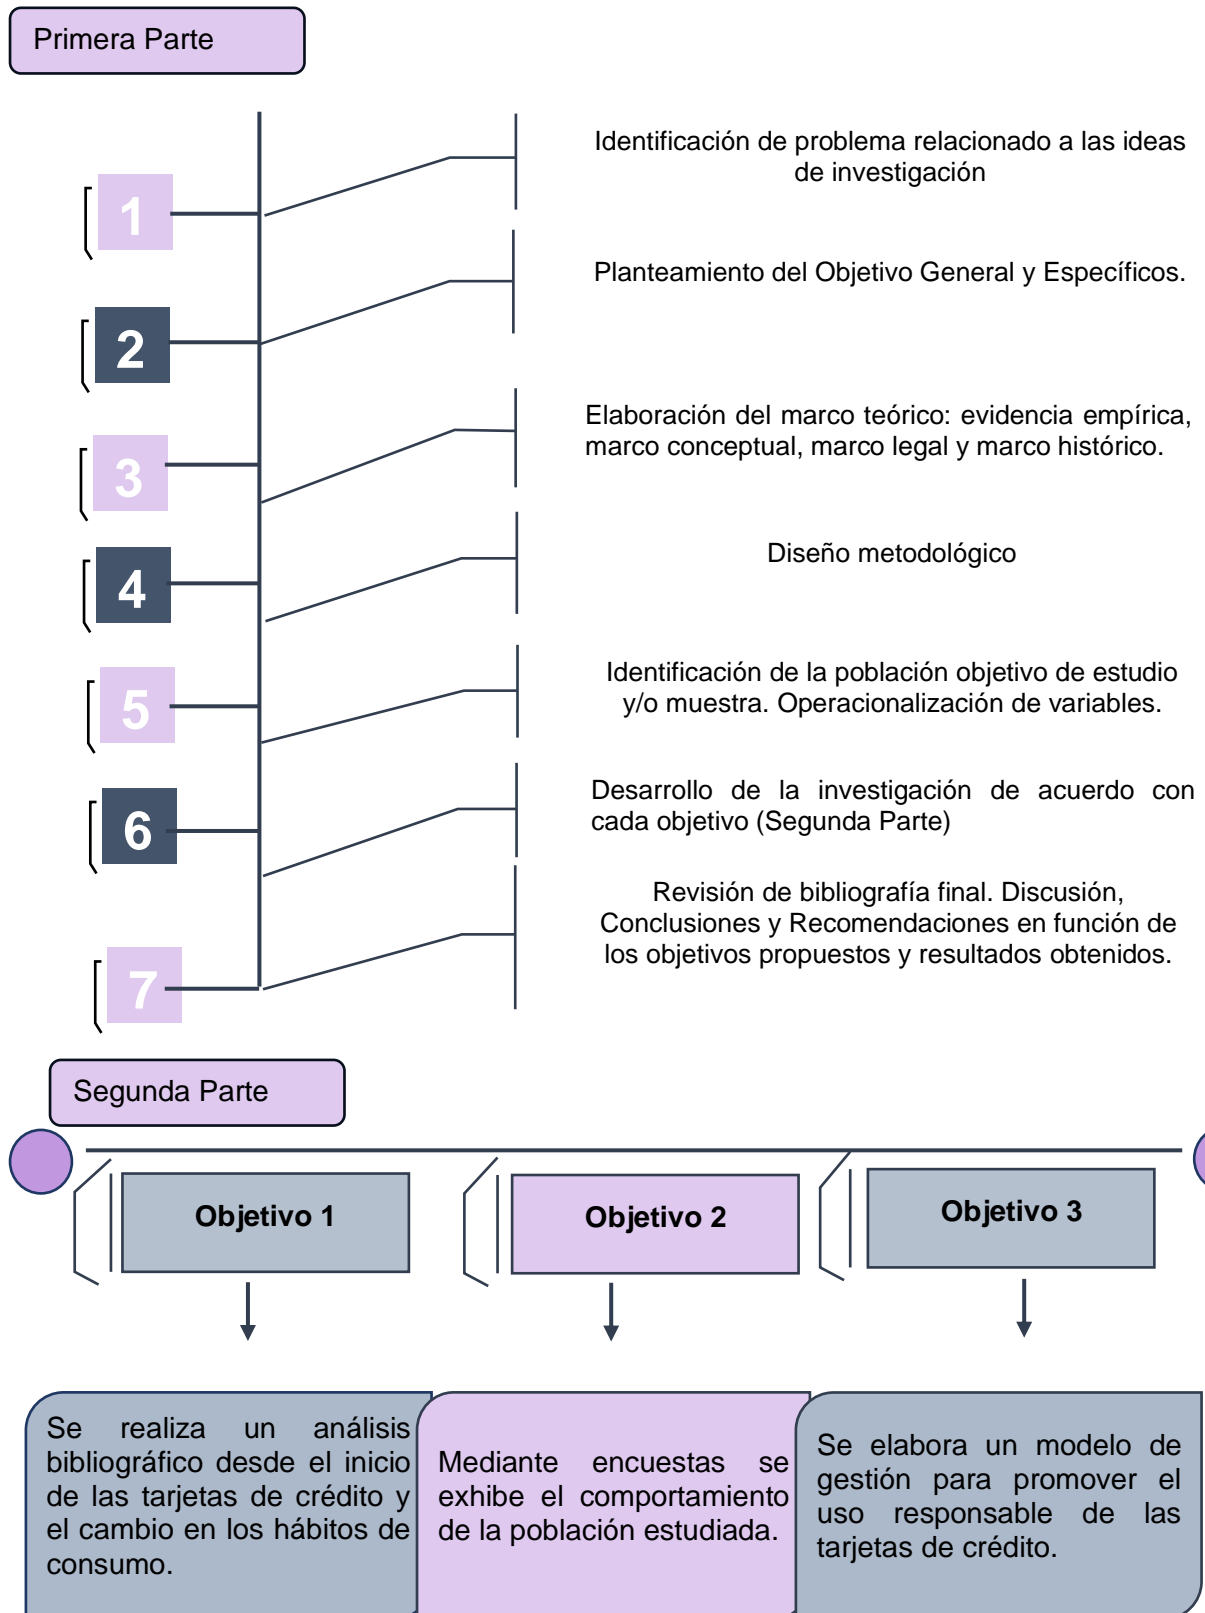 Primera Parte
1
Identificación de problema relacionado a las ideas
de investigación
2
Planteamiento del Objetivo General y Específicos.
3
Elaboración del marco teórico: evidencia empírica,
marco conceptual, marco legal y marco histórico.
4
Diseño metodológico
5
Identificación de la población objetivo de estudio
y/o muestra. Operacionalización de variables.
6
Desarrollo de la investigación de acuerdo con
cada objetivo (Segunda Parte)
7
Revisión de bibliografía final. Discusión,
Conclusiones y Recomendaciones en función de
los objetivos propuestos y resultados obtenidos.
Segunda Parte
Objetivo 1
Objetivo 2
Objetivo 3
Se realiza un análisis
bibliográfico desde el inicio
de las tarjetas de crédito y
el cambio en los hábitos de
consumo.
Mediante encuestas se
exhibe el comportamiento
de la población estudiada.
Se elabora un modelo de
gestión para promover el
uso responsable de las
tarjetas de crédito.